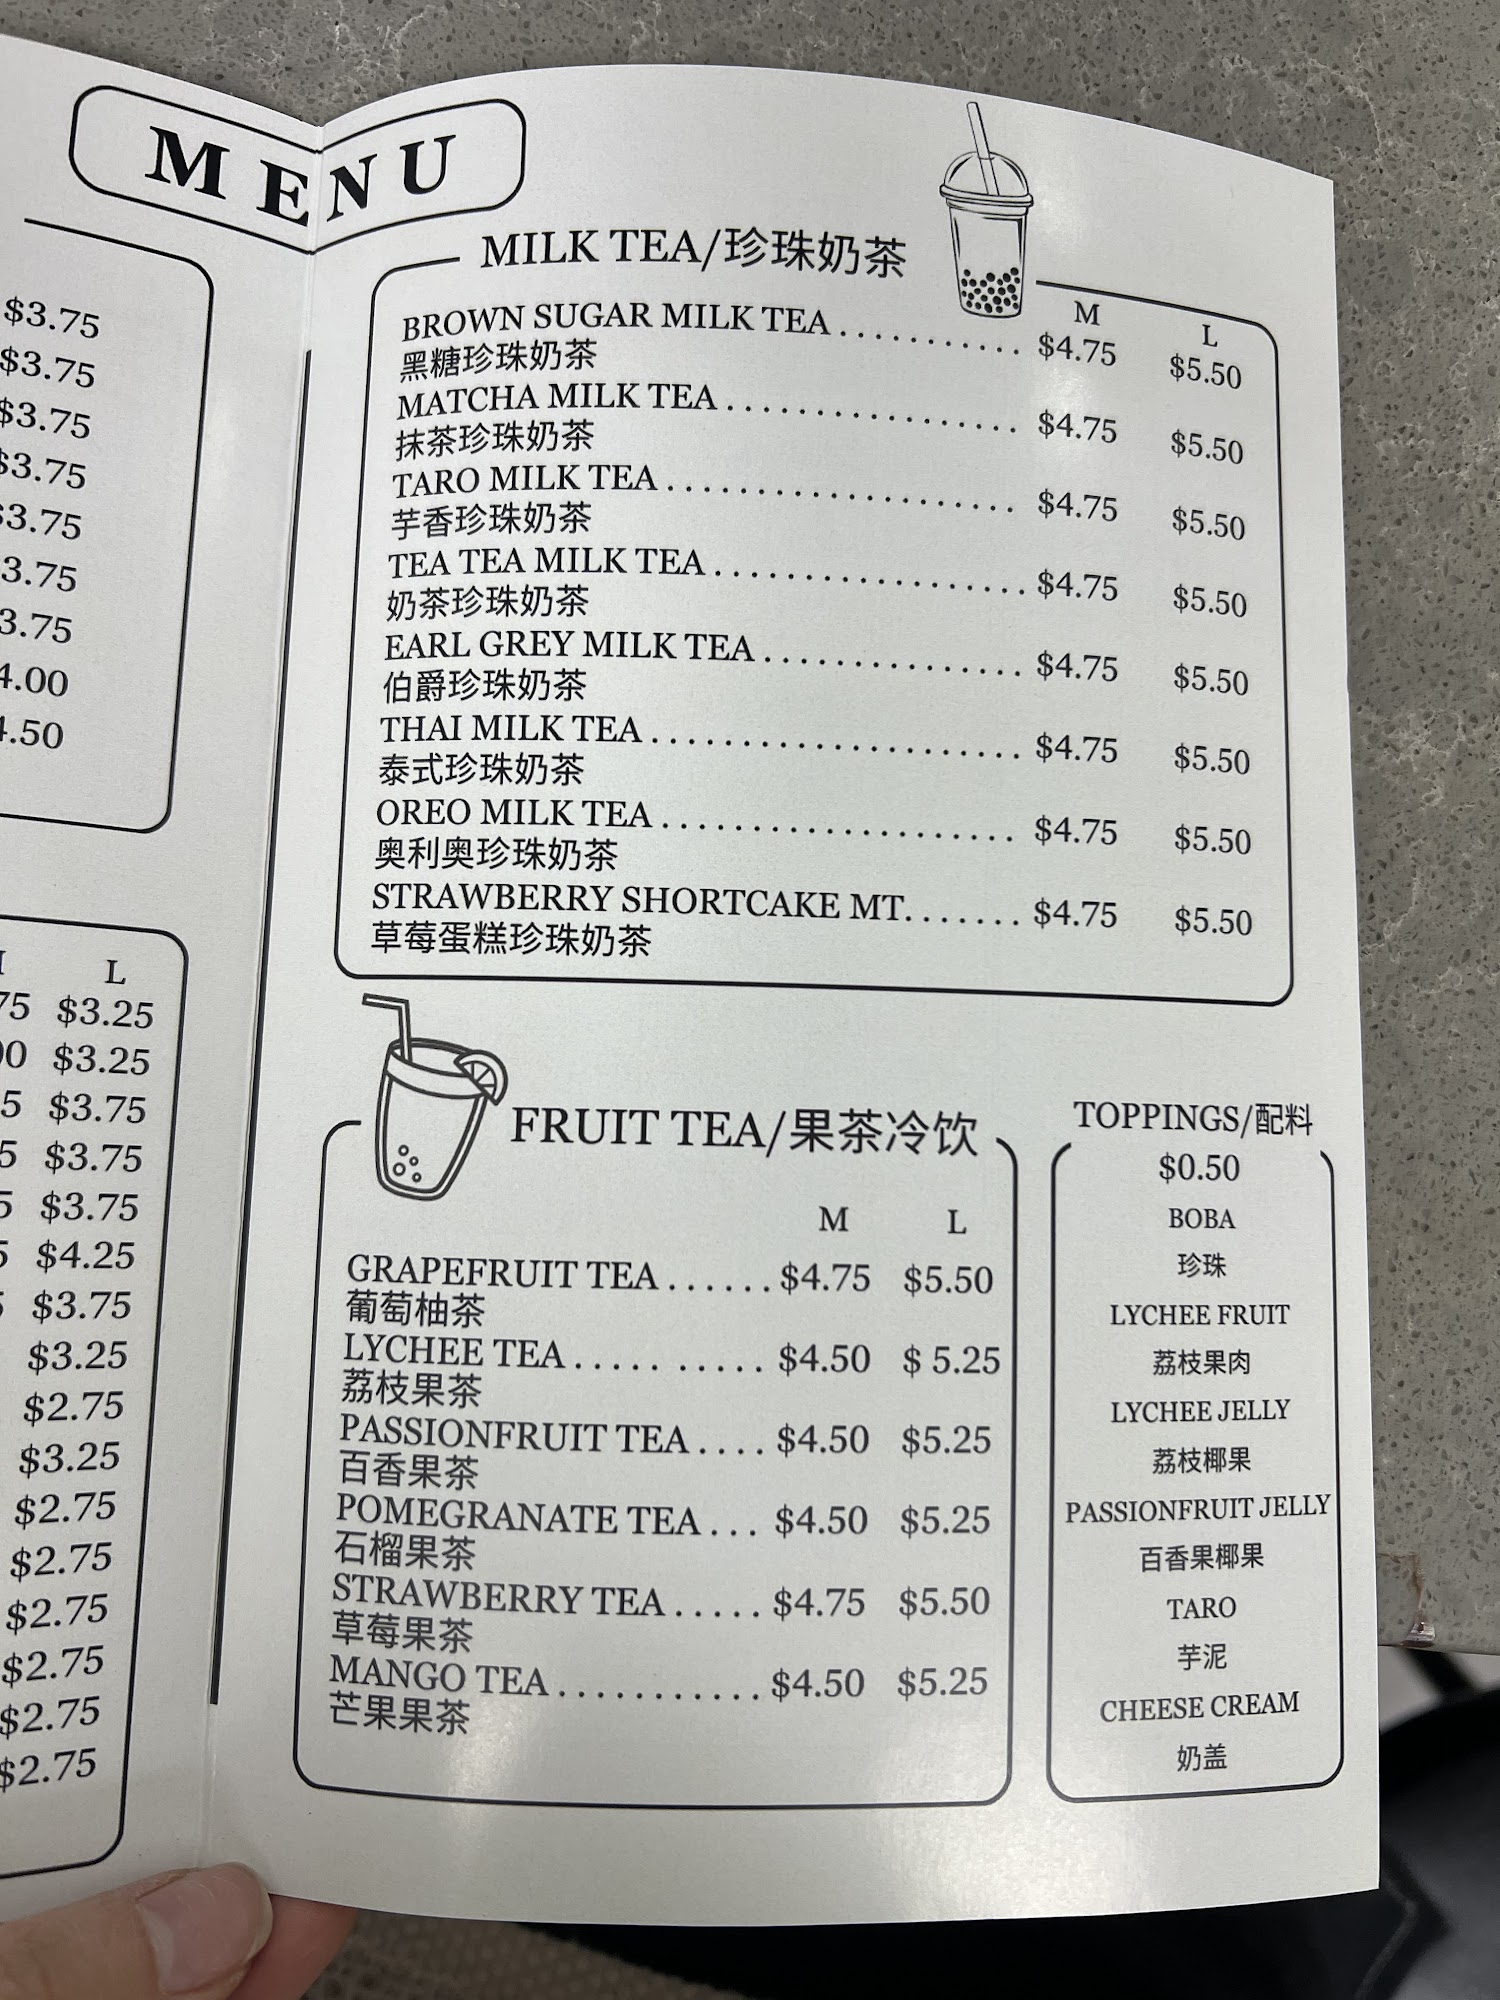 MENU
$3.75
$3.75
$3.75
$3.75
$3.75
3.75
3.75
4.00
4.50
L
$3.25
$3.25
$3.75
$3.75
$3.75
$4.25
$3.75
$3.25
$2.75
$3.25
$2.75
$2.75
$2.75
$2.75
$2.75
$2.75
MILK TEA/珍珠奶茶
M L
BROWN SUGAR MILK TEA........... $4.75 $5.50
黑糖珍珠奶茶
MATCHA MILK TEA................. $4.75 $5.50
抹茶珍珠奶茶
TARO MILK TEA.................... $4.75 $5.50
芋香珍珠奶茶
TEA TEA MILK TEA.................. $4.75 $5.50
奶茶珍珠奶茶
EARL GREY MILK TEA............... $4.75 $5.50
伯爵珍珠奶茶
THAI MILK TEA..................... $4.75 $5.50
泰式珍珠奶茶
OREO MILK TEA.................... $4.75 $5.50
奥利奥珍珠奶茶
STRAWBERRY SHORTCAKE MT....... $4.75 $5.50
草莓蛋糕珍珠奶茶
FRUIT TEA/果茶冷饮
M L
GRAPEFRUIT TEA...... $4.75 $5.50
葡萄柚茶
LYCHEE TEA..... ..... $4.50 $ 5.25
荔枝果茶
PASSIONFRUIT TEA.... $4.50 $5.25
百香果茶
POMEGRANATE TEA... $4.50 $5.25
石榴果茶
STRAWBERRY TEA..... $4.75 $5.50
草莓果茶
MANGO TEA........... $4.50 $5.25
芒果果茶
TOPPINGS/配料
$0.50
BOBA
珍珠
LYCHEE FRUIT
荔枝果肉
LYCHEE JELLY
荔枝椰果
PASSIONFRUIT JELLY
百香果椰果
TARO
芋泥
CHEESE CREAM
奶盖